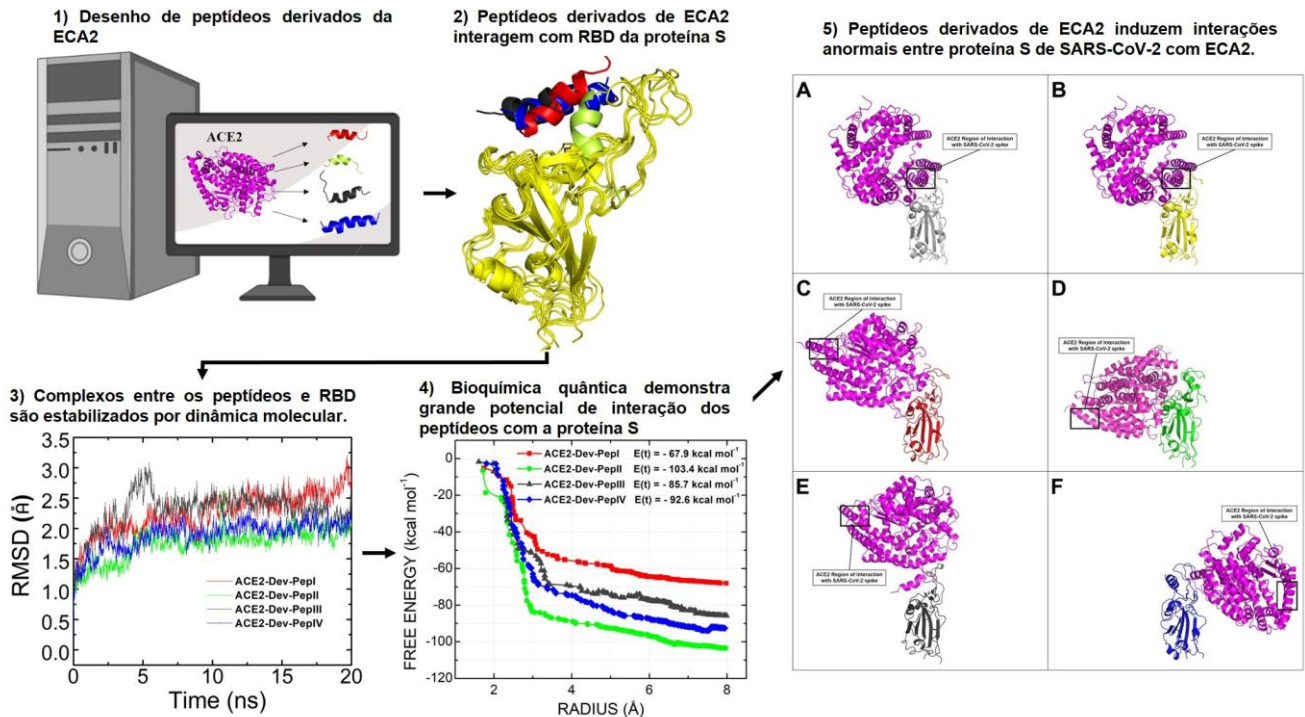 1) Desenho de peptídeos derivados da
ECA2
ACE2
2) Peptídeos derivados de ECA2
interagem com RBD da proteína S
3) Complexos entre os peptídeos e RBD
são estabilizados por dinâmica molecular.
3.5
3.0
2.5
2.0
1.5
1.0
0.5
0.0
RMSD (Å)
ACE2-Dev-PepI
ACE2-Dev-PepII
ACE2-Dev-PepIII
ACE2-Dev-PepIV
0 5 10 15 20
Time (ns)
4) Bioquímica quântica demonstra
grande potencial de interação dos
peptídeos com a proteína S
0
-20
-40
-60
-80
-100
-120
FREE ENERGY (kcal mol⁻¹)
ACE2-Dev-PepI E(t) = - 67.9 kcal mol⁻¹
ACE2-Dev-PepII E(t) = - 103.4 kcal mol⁻¹
ACE2-Dev-PepIII E(t) = - 85.7 kcal mol⁻¹
ACE2-Dev-PepIV E(t) = - 92.6 kcal mol⁻¹
2 4 6 8
RADIUS (Å)
5) Peptídeos derivados de ECA2 induzem interações
anormais entre proteína S de SARS-CoV-2 com ECA2.
A
ACE2 Region of Interaction
with SARS-CoV-2 spike
B
ACE2 Region of Interaction
with SARS-CoV-2 spike
C
ACE2 Region of Interaction
with SARS-CoV-2 spike
D
ACE2 Region of Interaction
with SARS-CoV-2 spike
E
ACE2 Region of Interaction
with SARS-CoV-2 spike
F
ACE2 Region of Interaction
with SARS-CoV-2 spike